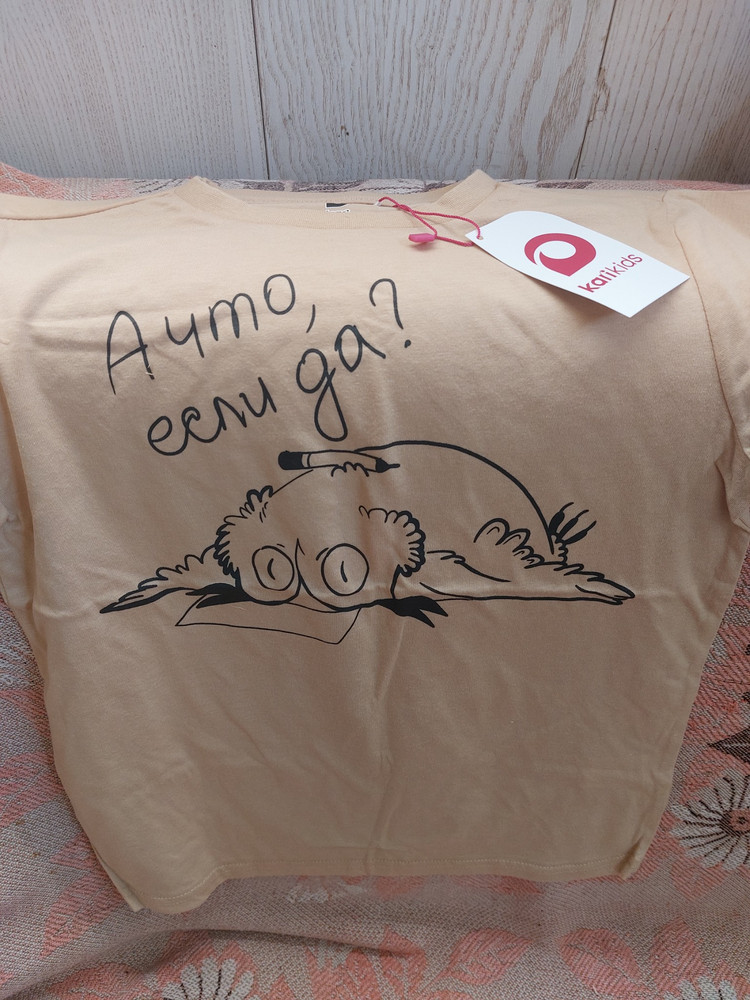 А что,
если да?
karikids